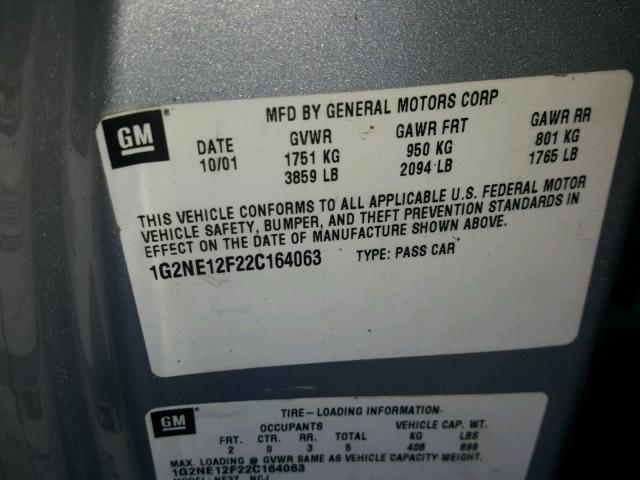 MFD BY GENERAL MOTORS CORP
GM DATE GVWR GAWR FRT GAWR RR
10/01 1751 KG 950 KG 801 KG
3859 LB 2094 LB 1765 LB
THIS VEHICLE CONFORMS TO ALL APPLICABLE U.S. FEDERAL MOTOR
VEHICLE SAFETY, BUMPER, AND THEFT PREVENTION STANDARDS IN
EFFECT ON THE DATE OF MANUFACTURE SHOWN ABOVE.
1G2NE12F22C164063 TYPE: PASS CAR
GM TIRE-LOADING INFORMATION
OCCUPANTS VEHICLE CAP. WT.
FRT. CTR. RR. TOTAL KG LBS
2 0 3 5 408 899
MAX. LOADING @ GVWR SAME AS VEHICLE CAPACITY WEIGHT.
1G2NE12F22C164063